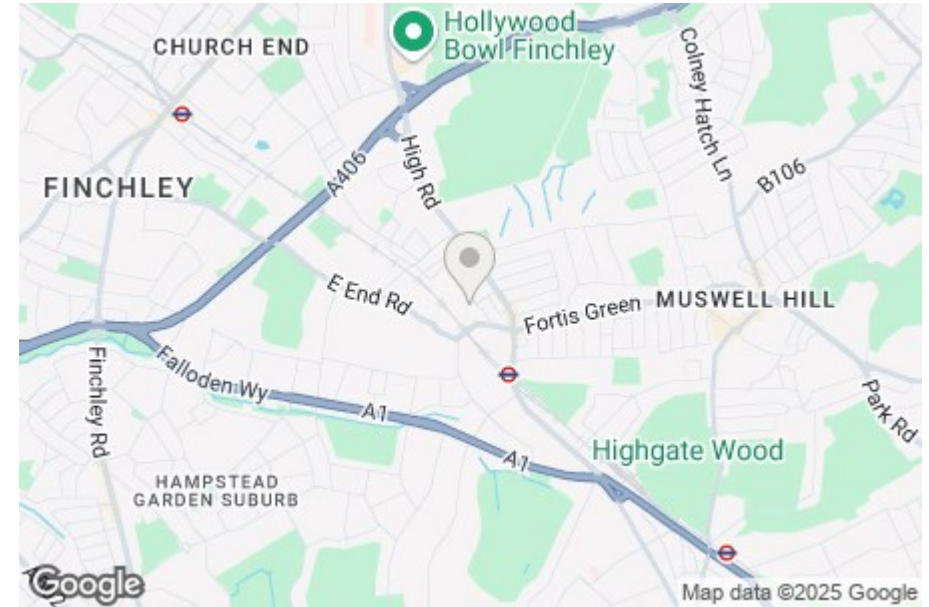 Hollywood
Bowl Finchley
CHURCH END
Colney Hatch Ln
High Rd
A406
B106
FINCHLEY
E End Rd
Fortis Green
MUSWELL HILL
Finchley Rd
Falloden Wy
A1
Park Rd
A1
Highgate Wood
HAMPSTEAD
GARDEN SUBURB
Google
Map data ©2025 Google